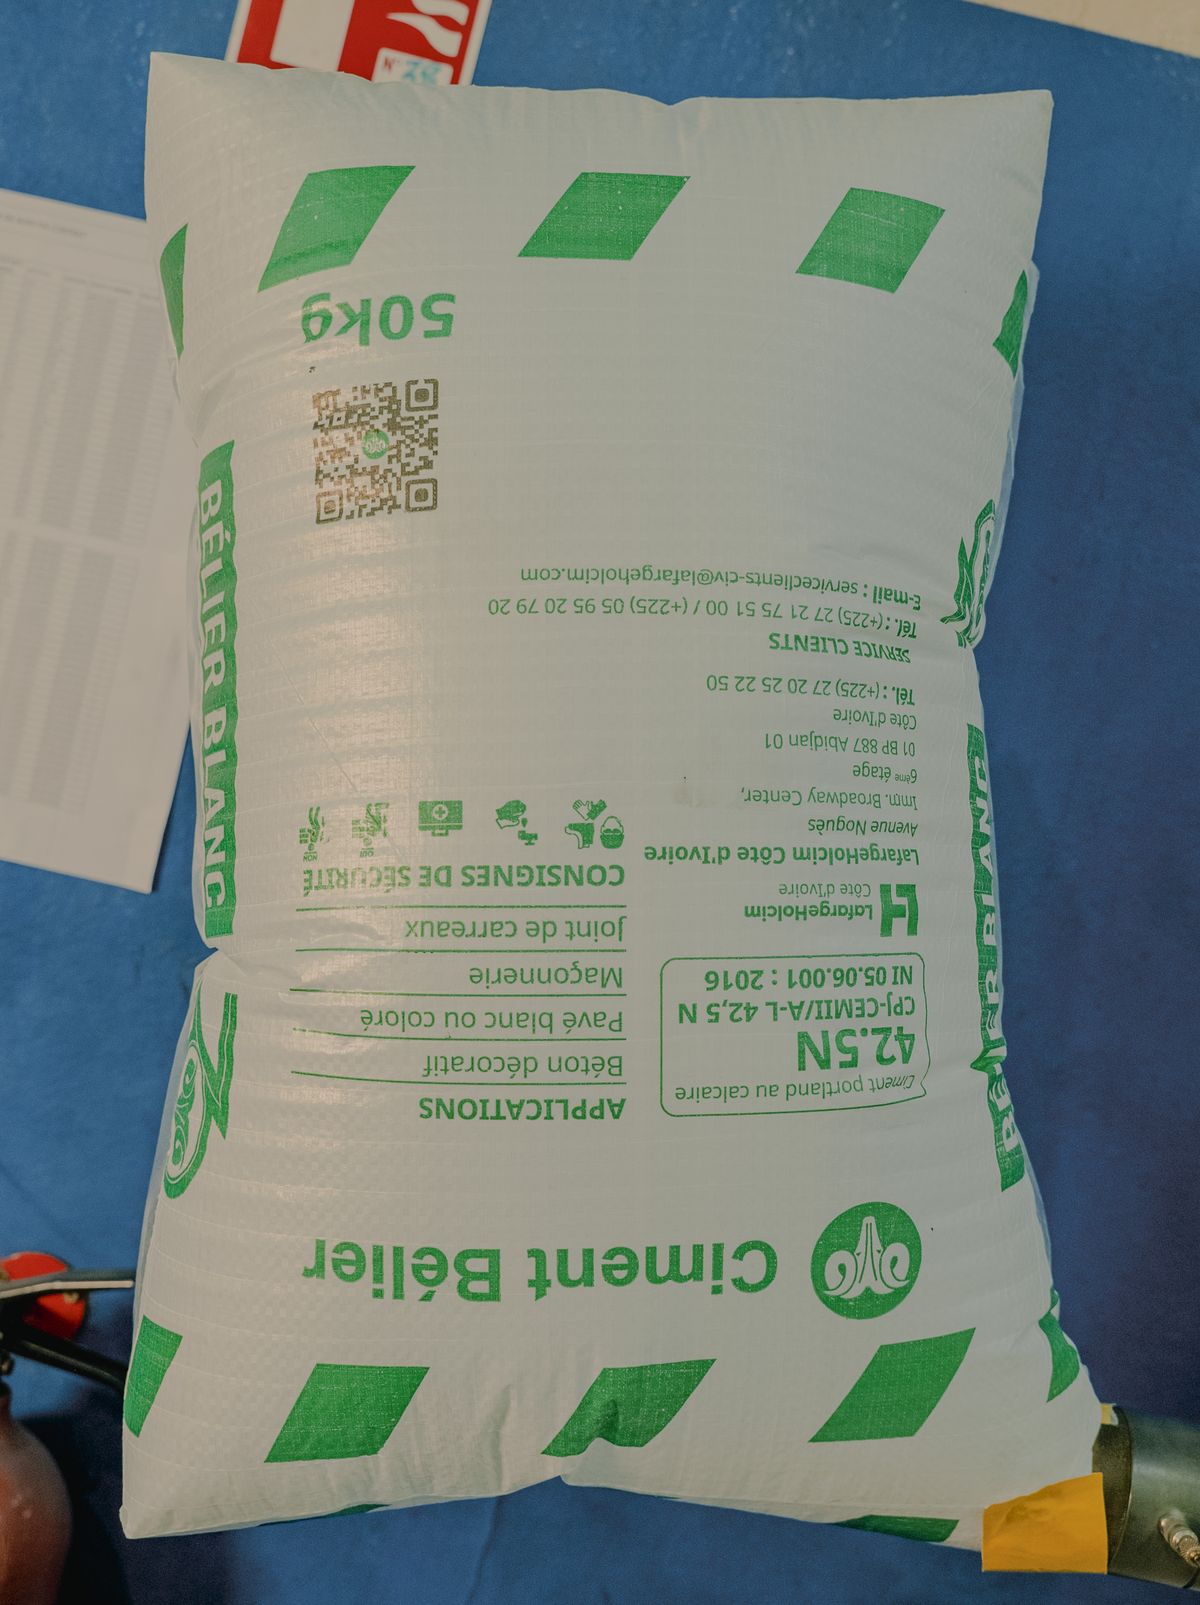 Ciment Bélier
Ciment portland au calcaire
42.5N
CPJ-CEMII/A-L 42,5 N
NI 05.06.001 : 2016
LafargeHolcim
Côte d'Ivoire
LafargeHolcim Côte d'Ivoire
Avenue Noguès
Imm. Broadway Center,
6ème étage
01 BP 887 Abidjan 01
Côte d'Ivoire
Tél. : (+225) 27 20 25 22 50
SERVICE CLIENTS
Tél. : (+225) 27 21 75 51 00 / (+225) 05 95 20 79 20
E-mail : serviceclients-civ@lafargeholcim.com
APPLICATIONS
Béton décoratif
Pavé blanc ou coloré
Maçonnerie
Joint de carreaux
CONSIGNES DE SÉCURITÉ
OUI
NON
50kg
BÉLIER BLANC
BÉLIER BLANC
N° 38